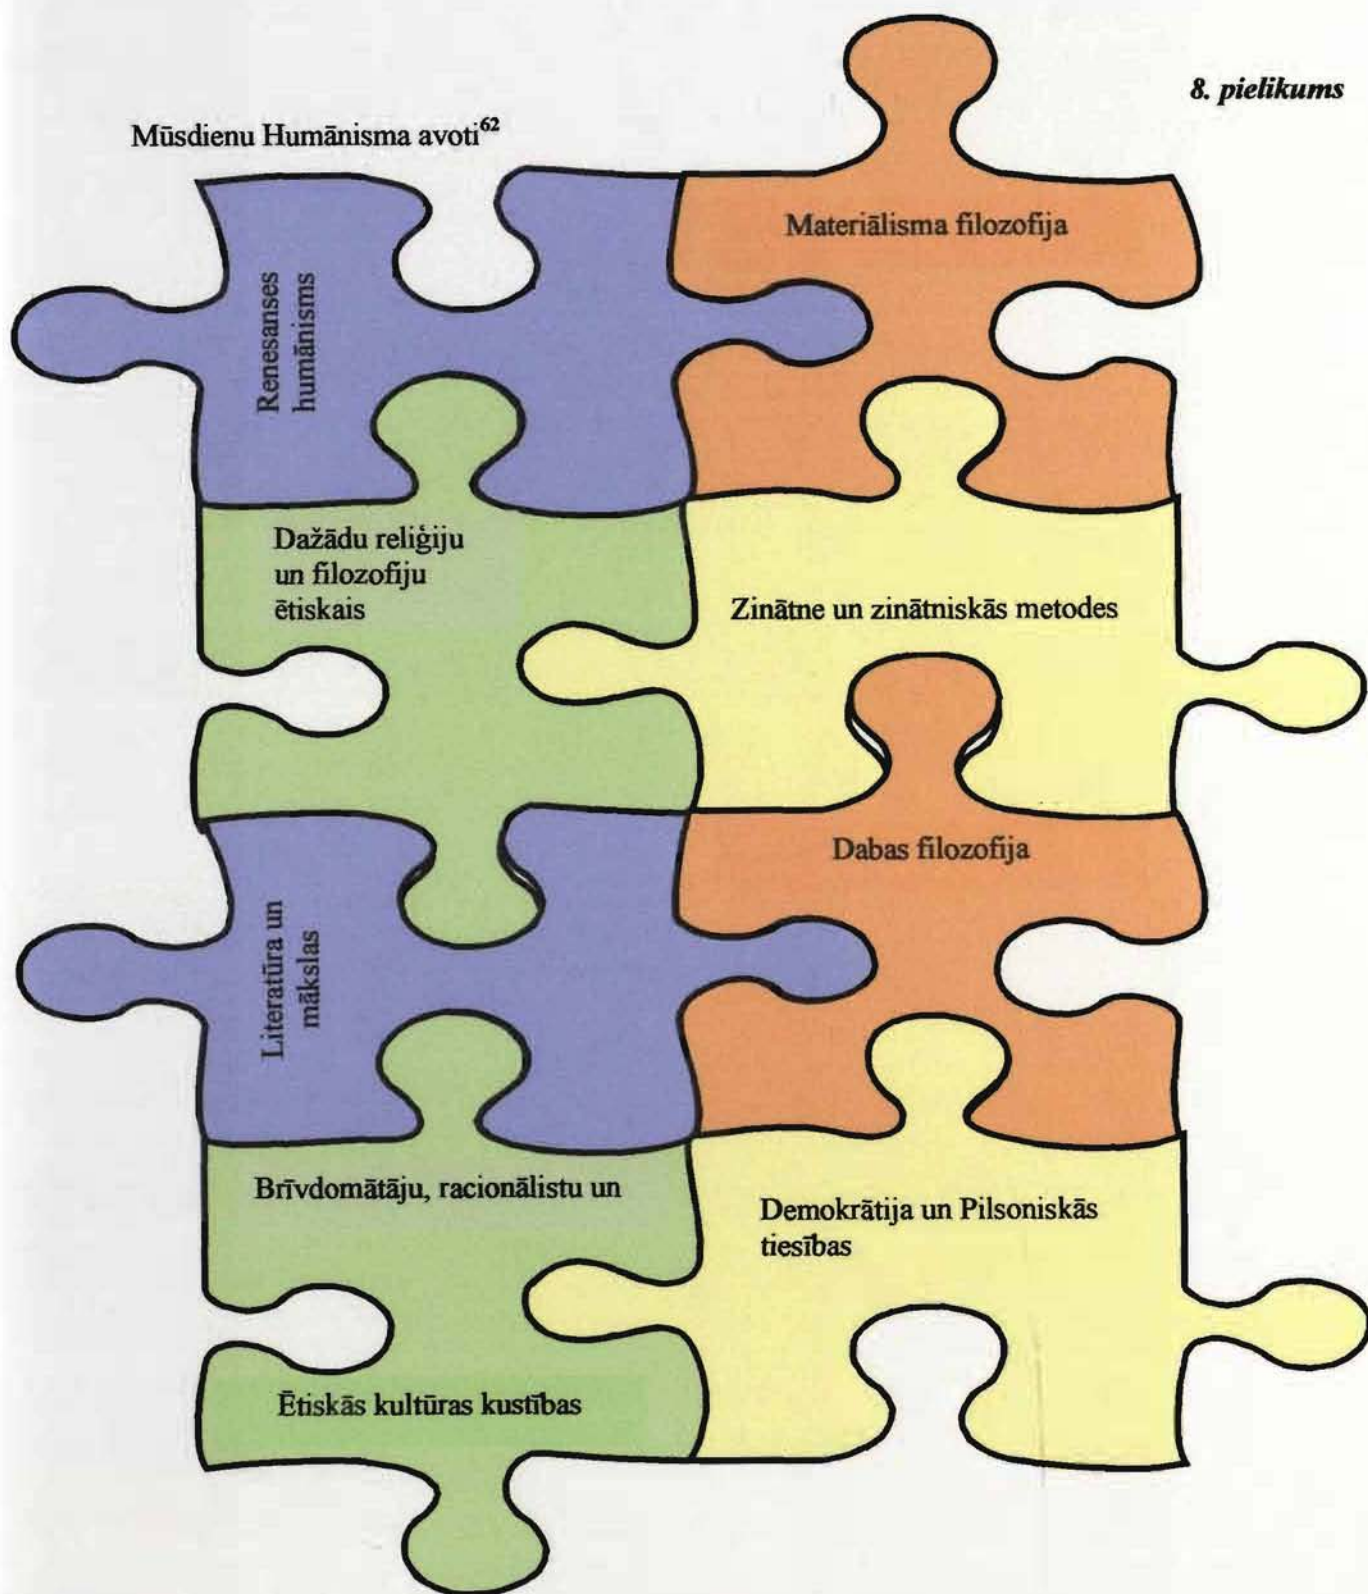 8. pielikums
Mūsdienu Humānisma avoti⁶²
Renesanses
humānisms
Materiālisma filozofija
Dažādu reliģiju
un filozofiju
ētiskais
Zinātne un zinātniskās metodes
Literatūra un
mākslas
Dabas filozofija
Brīvdomātāju, racionālistu un
Ētiskās kultūras kustības
Demokrātija un Pilsoniskās
tiesības